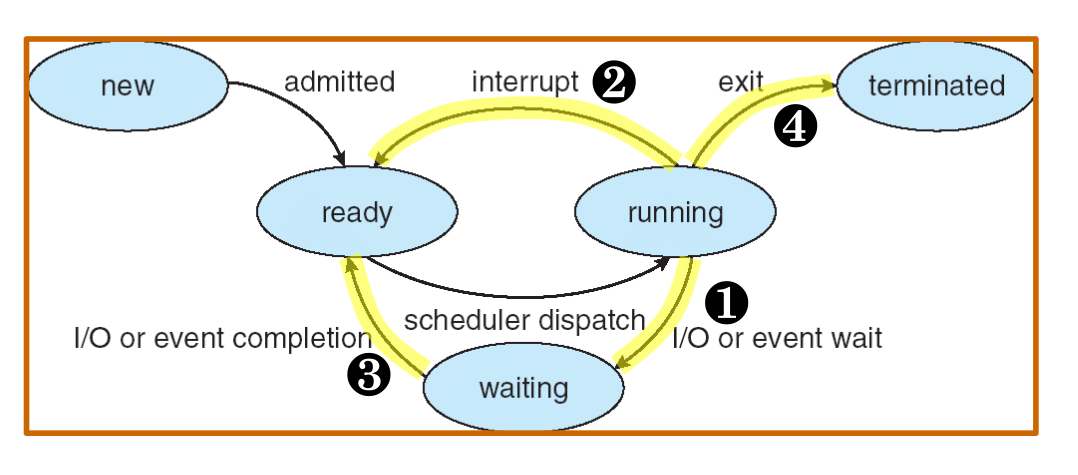 admitted
interrupt ❷
exit
❹
new
terminated
ready
running
scheduler dispatch
❶
I/O or event wait
I/O or event completion
❸
waiting